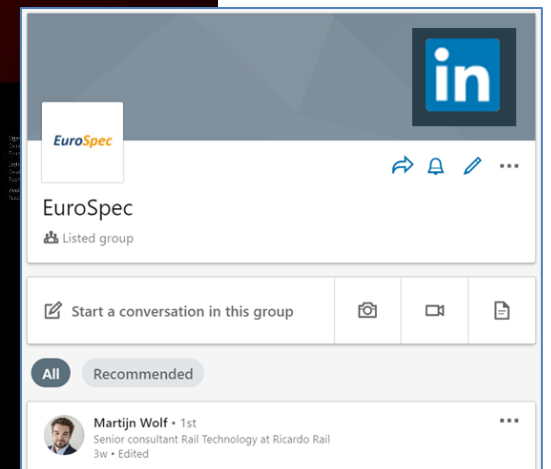 in
EuroSpec
EuroSpec
Listed group
Start a conversation in this group
All Recommended
Martijn Wolf • 1st
Senior consultant Rail Technology at Ricardo Rail
3w • Edited